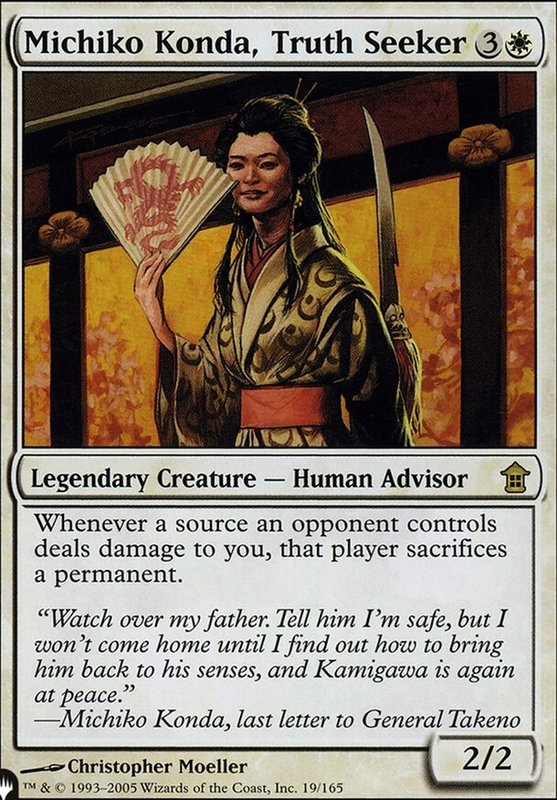 Michiko Konda, Truth Seeker 3
Legendary Creature — Human Advisor
Whenever a source an opponent controls
deals damage to you, that player sacrifices
a permanent.
“Watch over my father. Tell him I’m safe, but I
won’t come home until I find out how to bring
him back to his senses, and Kamigawa is again
at peace.”
—Michiko Konda, last letter to General Takeno
2/2
Christopher Moeller
™ & © 1993–2005 Wizards of the Coast, Inc. 19/165